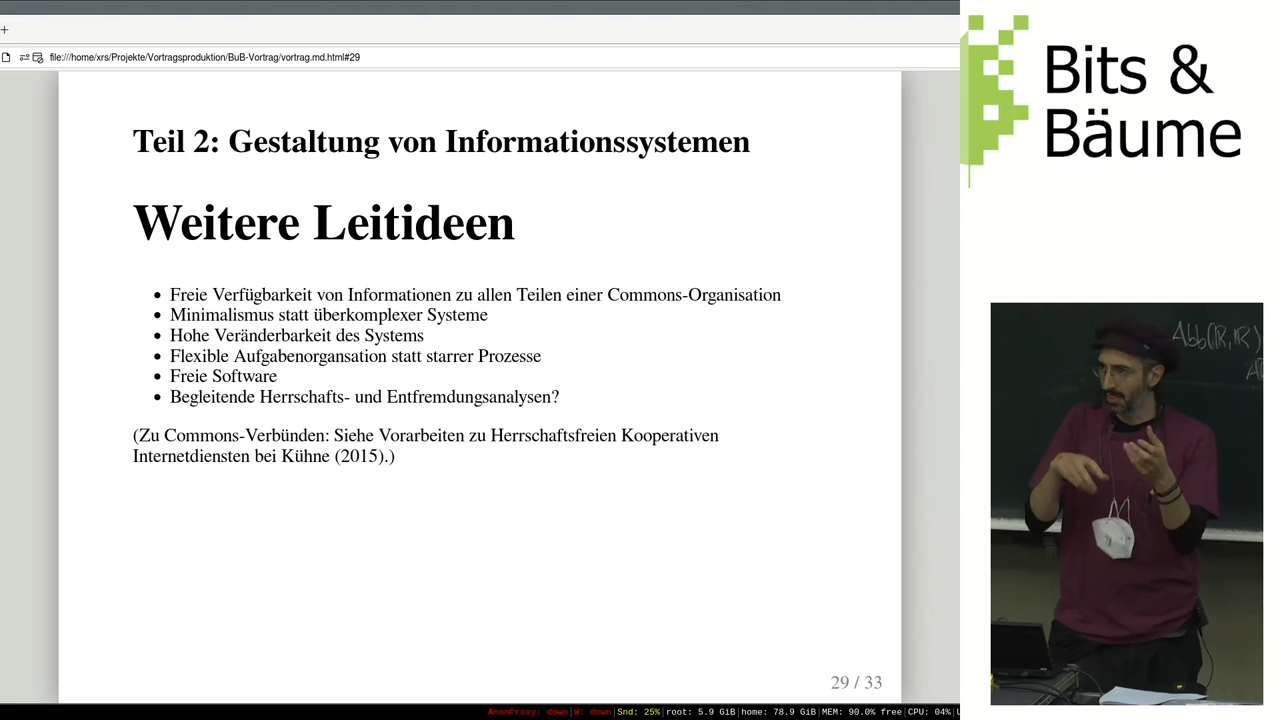 +
file:///home/xrs/Projekte/Vortragsproduktion/BuB-Vortrag/vortrag.md.html#29
Bits &
Bäume
Teil 2: Gestaltung von Informationssystemen
Weitere Leitideen
• Freie Verfügbarkeit von Informationen zu allen Teilen einer Commons-Organisation
• Minimalismus statt überkomplexer Systeme
• Hohe Veränderbarkeit des Systems
• Flexible Aufgabenorgansation statt starrer Prozesse
• Freie Software
• Begleitende Herrschafts- und Entfremdungsanalysen?
(Zu Commons-Verbünden: Siehe Vorarbeiten zu Herrschaftsfreien Kooperativen
Internetdiensten bei Kühne (2015).)
Abb(R,R)
29 / 33
AnonProxy: down|W: down|Snd: 25%|root: 5.9 GiB|home: 78.9 GiB|MEM: 90.0% free|CPU: 04%|